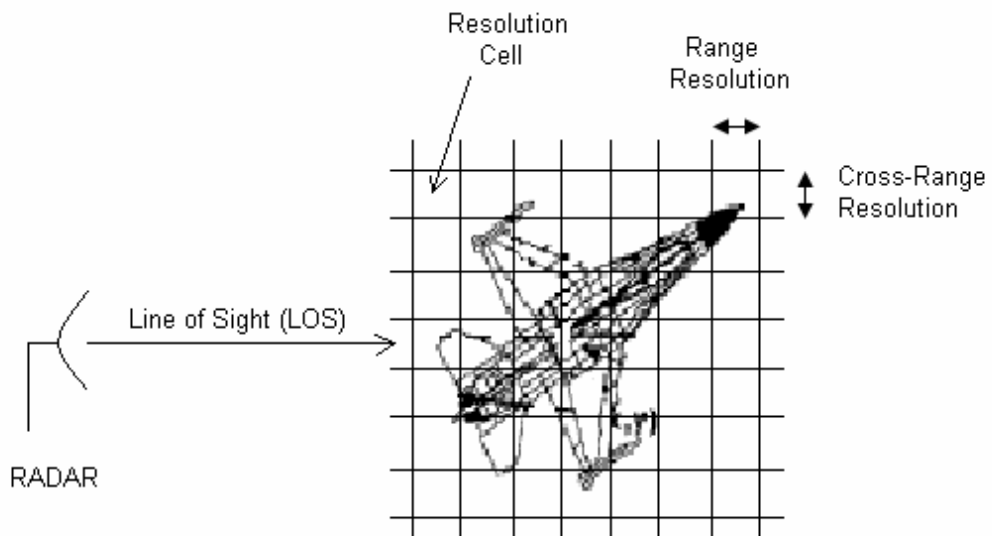 Resolution
Cell
Range
Resolution
Cross-Range
Resolution
Line of Sight (LOS)
RADAR